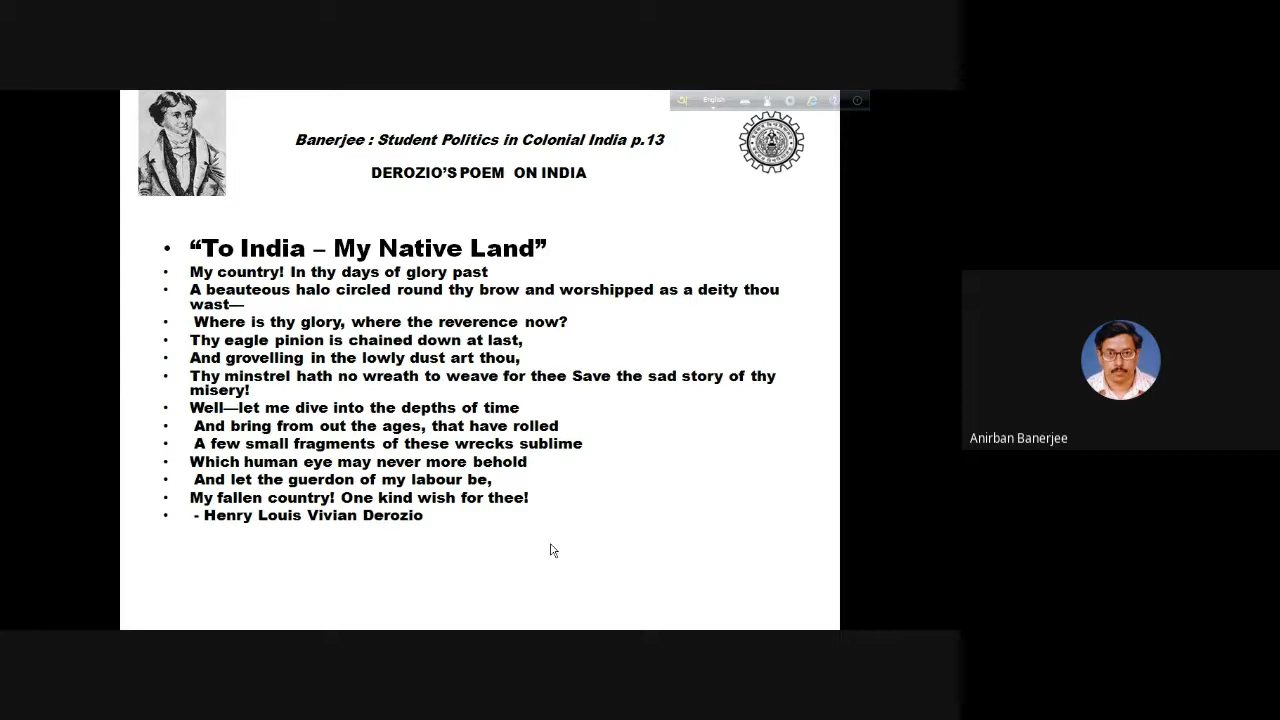 English
Banerjee : Student Politics in Colonial India p.13
DEROZIO'S POEM ON INDIA
• “To India – My Native Land”
• My country! In thy days of glory past
• A beauteous halo circled round thy brow and worshipped as a deity thou
wast—
• Where is thy glory, where the reverence now?
• Thy eagle pinion is chained down at last,
• And grovelling in the lowly dust art thou,
• Thy minstrel hath no wreath to weave for thee Save the sad story of thy
misery!
• Well—let me dive into the depths of time
• And bring from out the ages, that have rolled
• A few small fragments of these wrecks sublime
• Which human eye may never more behold
• And let the guerdon of my labour be,
• My fallen country! One kind wish for thee!
• - Henry Louis Vivian Derozio
Anirban Banerjee